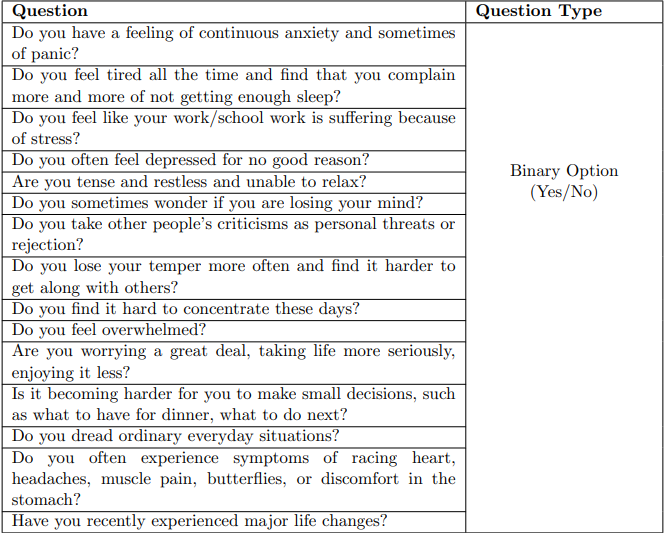 Question Question Type
Do you have a feeling of continuous anxiety and sometimes
of panic?
Do you feel tired all the time and find that you complain
more and more of not getting enough sleep?
Do you feel like your work/school work is suffering because
of stress?
Do you often feel depressed for no good reason?
Are you tense and restless and unable to relax?
Do you sometimes wonder if you are losing your mind?
Do you take other people's criticisms as personal threats or
rejection?
Do you lose your temper more often and find it harder to
get along with others?
Do you find it hard to concentrate these days?
Do you feel overwhelmed?
Are you worrying a great deal, taking life more seriously,
enjoying it less?
Is it becoming harder for you to make small decisions, such
as what to have for dinner, what to do next?
Do you dread ordinary everyday situations?
Do you often experience symptoms of racing heart,
headaches, muscle pain, butterflies, or discomfort in the
stomach?
Have you recently experienced major life changes?
Binary Option
(Yes/No)